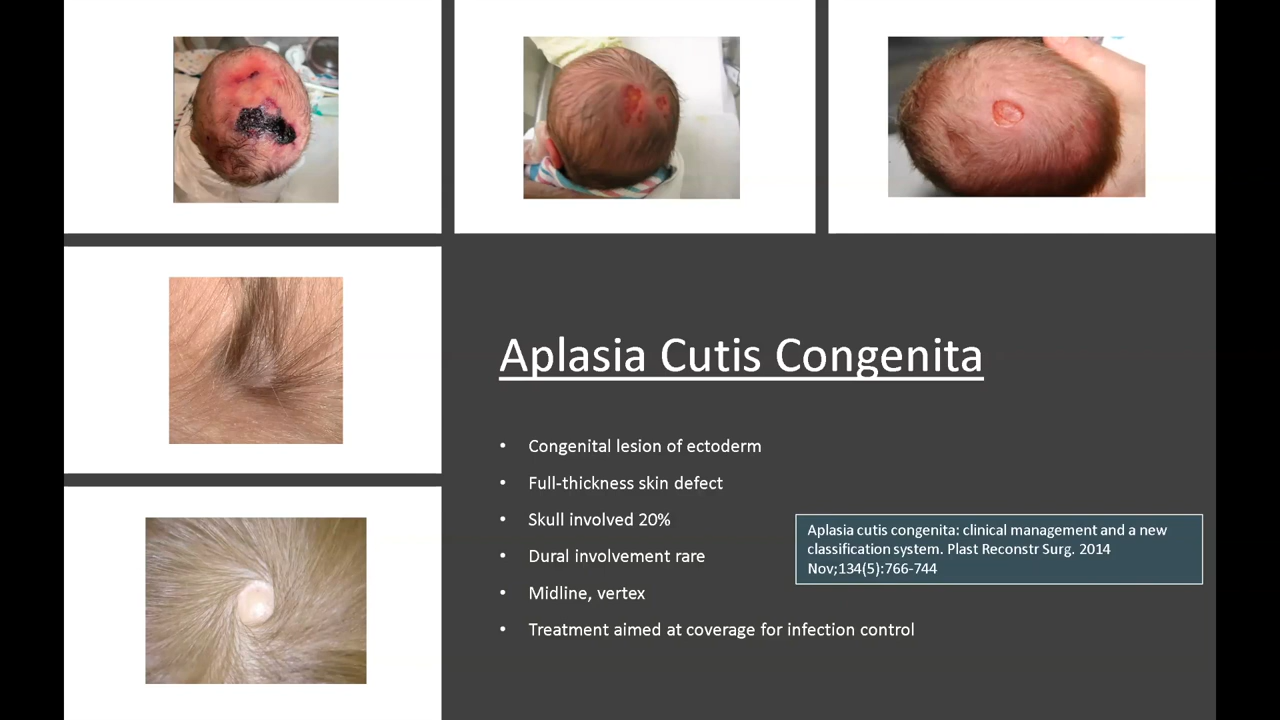 Aplasia Cutis Congenita
• Congenital lesion of ectoderm
• Full-thickness skin defect
• Skull involved 20%
• Dural involvement rare
• Midline, vertex
• Treatment aimed at coverage for infection control
Aplasia cutis congenita: clinical management and a new
classification system. Plast Reconstr Surg. 2014
Nov;134(5):766-744